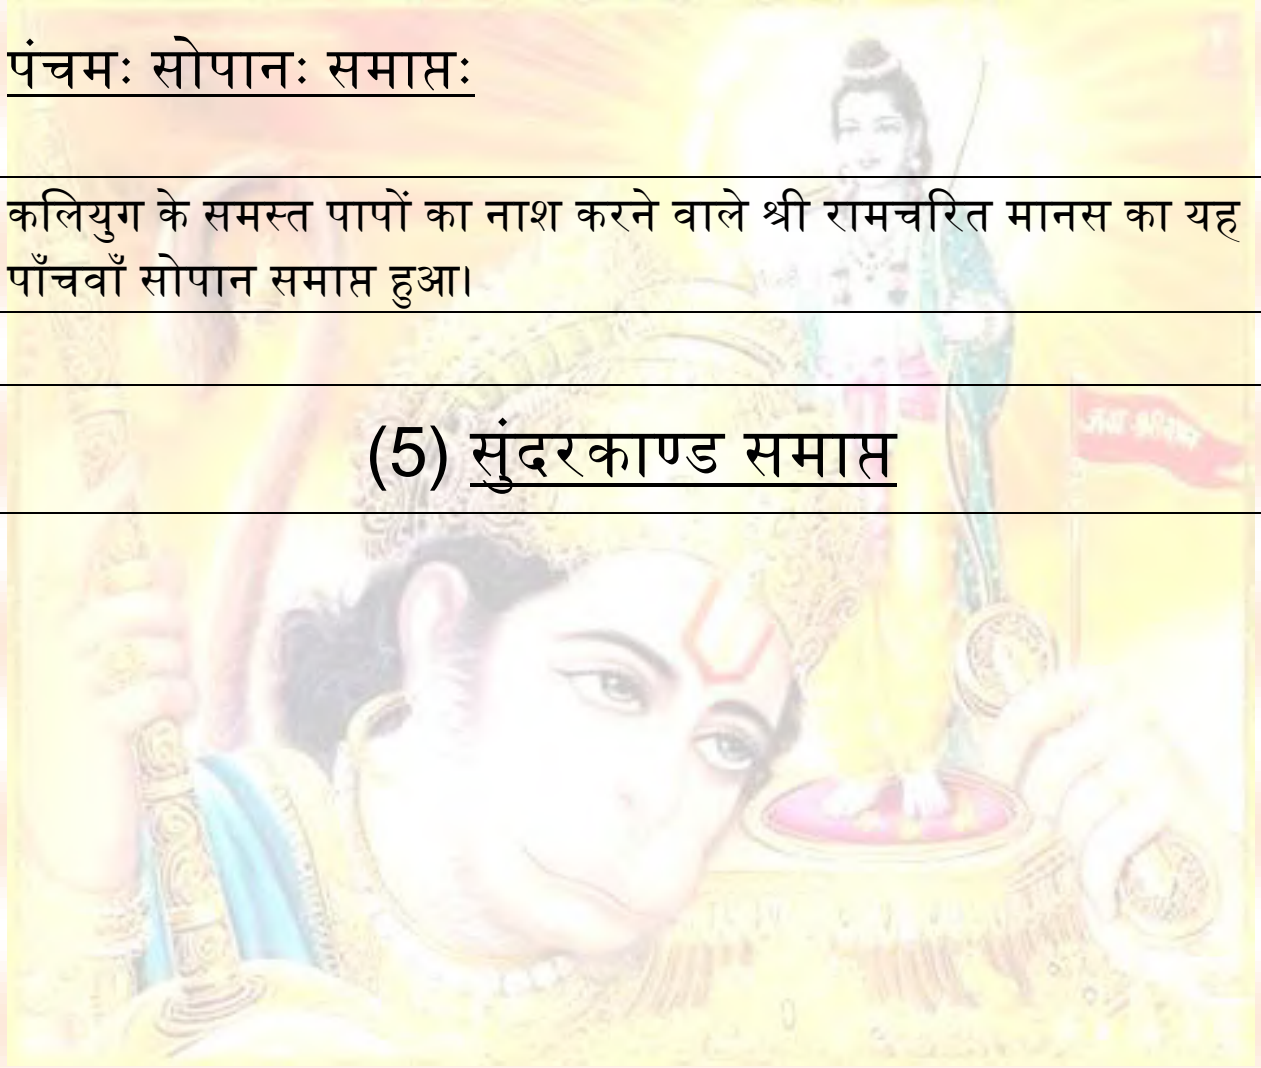 पंचमः सोपानः समाप्तः
कलियुग के समस्त पापों का नाश करने वाले श्री रामचरित मानस का यह
पाँचवाँ सोपान समाप्त हुआ।
(5) सुंदरकाण्ड समाप्त